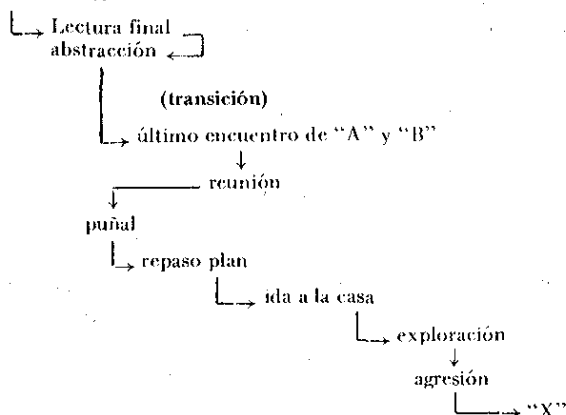 Lectura final
abstracción
(transición)
último encuentro de “A” y “B”
reunión
puñal
repaso plan
ida a la casa
exploración
agresión
“X”